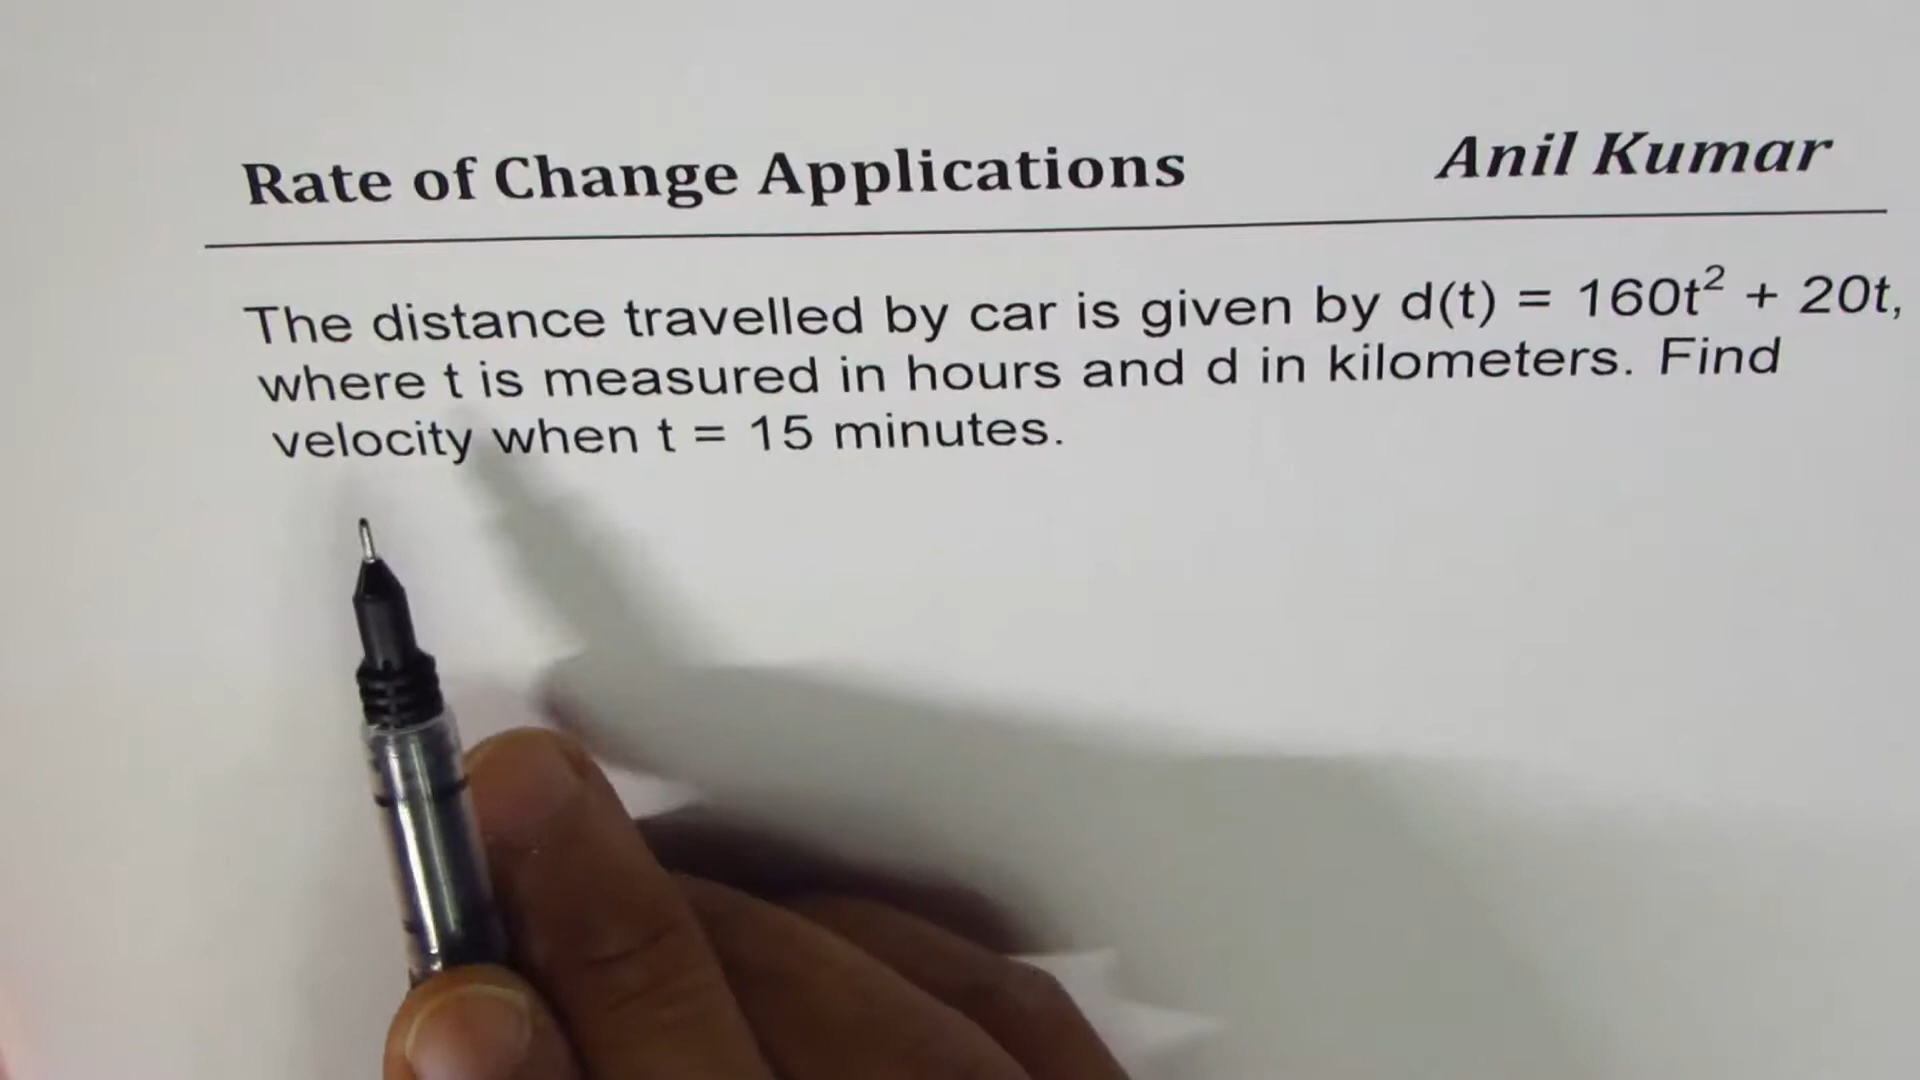 Rate of Change Applications
Anil Kumar
The distance travelled by car is given by d(t) = 160t² + 20t,
where t is measured in hours and d in kilometers. Find
velocity when t = 15 minutes.